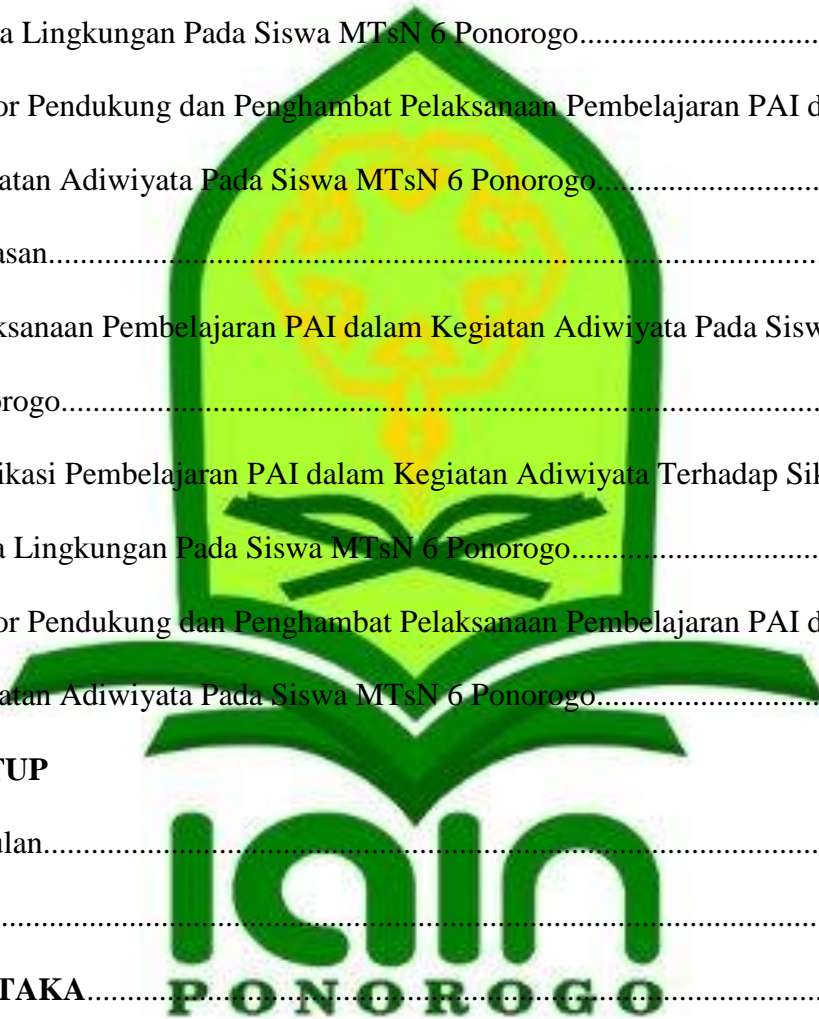 a Lingkungan Pada Siswa MTsN 6 Ponorogo....................................
or Pendukung dan Penghambat Pelaksanaan Pembelajaran PAI d
atan Adiwiyata Pada Siswa MTsN 6 Ponorogo....................................
asan....................................................................................
ksanaan Pembelajaran PAI dalam Kegiatan Adiwiyata Pada Sisw
orogo....................................................................................
ikasi Pembelajaran PAI dalam Kegiatan Adiwiyata Terhadap Sik
a Lingkungan Pada Siswa MTsN 6 Ponorogo....................................
or Pendukung dan Penghambat Pelaksanaan Pembelajaran PAI d
atan Adiwiyata Pada Siswa MTsN 6 Ponorogo....................................
TUP
ulan....................................................................................
....................................................................................
TAKA....................................................................................
iain
PONOROGO